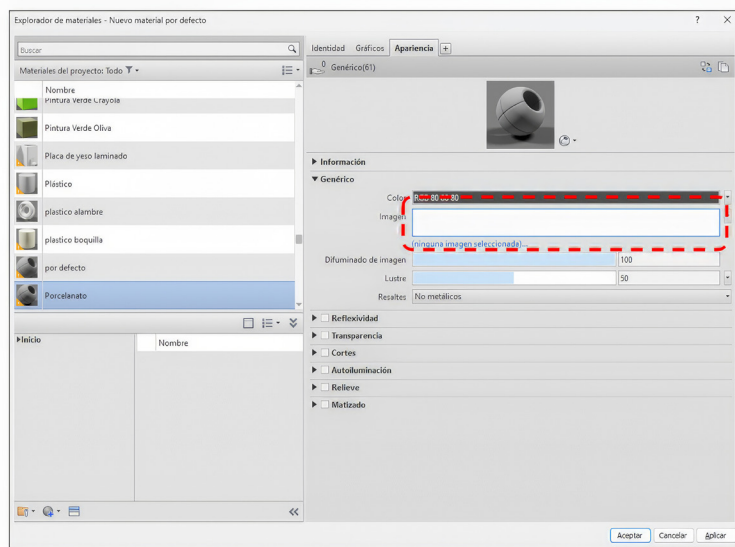 Explorador de materiales - Nuevo material por defecto
Buscar
Materiales del proyecto: Todo
Nombre
Pintura Verde Crayola
Pintura Verde Oliva
Placa de yeso laminado
Plástico
plastico alambre
plastico boquilla
por defecto
Porcelanato
Inicio
Nombre
Identidad Gráficos Apariencia +
0 Genérico(61)
Información
Genérico
Color RGB 80 80 80
Imagen
(ninguna imagen seleccionada)...
Difuminado de imagen 100
Lustre 50
Resaltes No metálicos
Reflexividad
Transparencia
Cortes
Autoiluminación
Relieve
Matizado
Aceptar Cancelar Aplicar